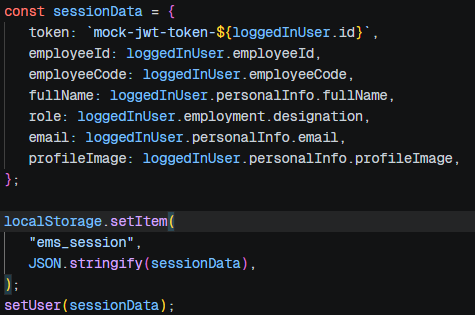 const sessionData = {
token: `mock-jwt-token-${loggedInUser.id}`,
employeeId: loggedInUser.employeeId,
employeeCode: loggedInUser.employeeCode,
fullName: loggedInUser.personalInfo.fullName,
role: loggedInUser.employment.designation,
email: loggedInUser.personalInfo.email,
profileImage: loggedInUser.personalInfo.profileImage,
};
localStorage.setItem(
"ems_session",
JSON.stringify(sessionData),
);
setUser(sessionData);